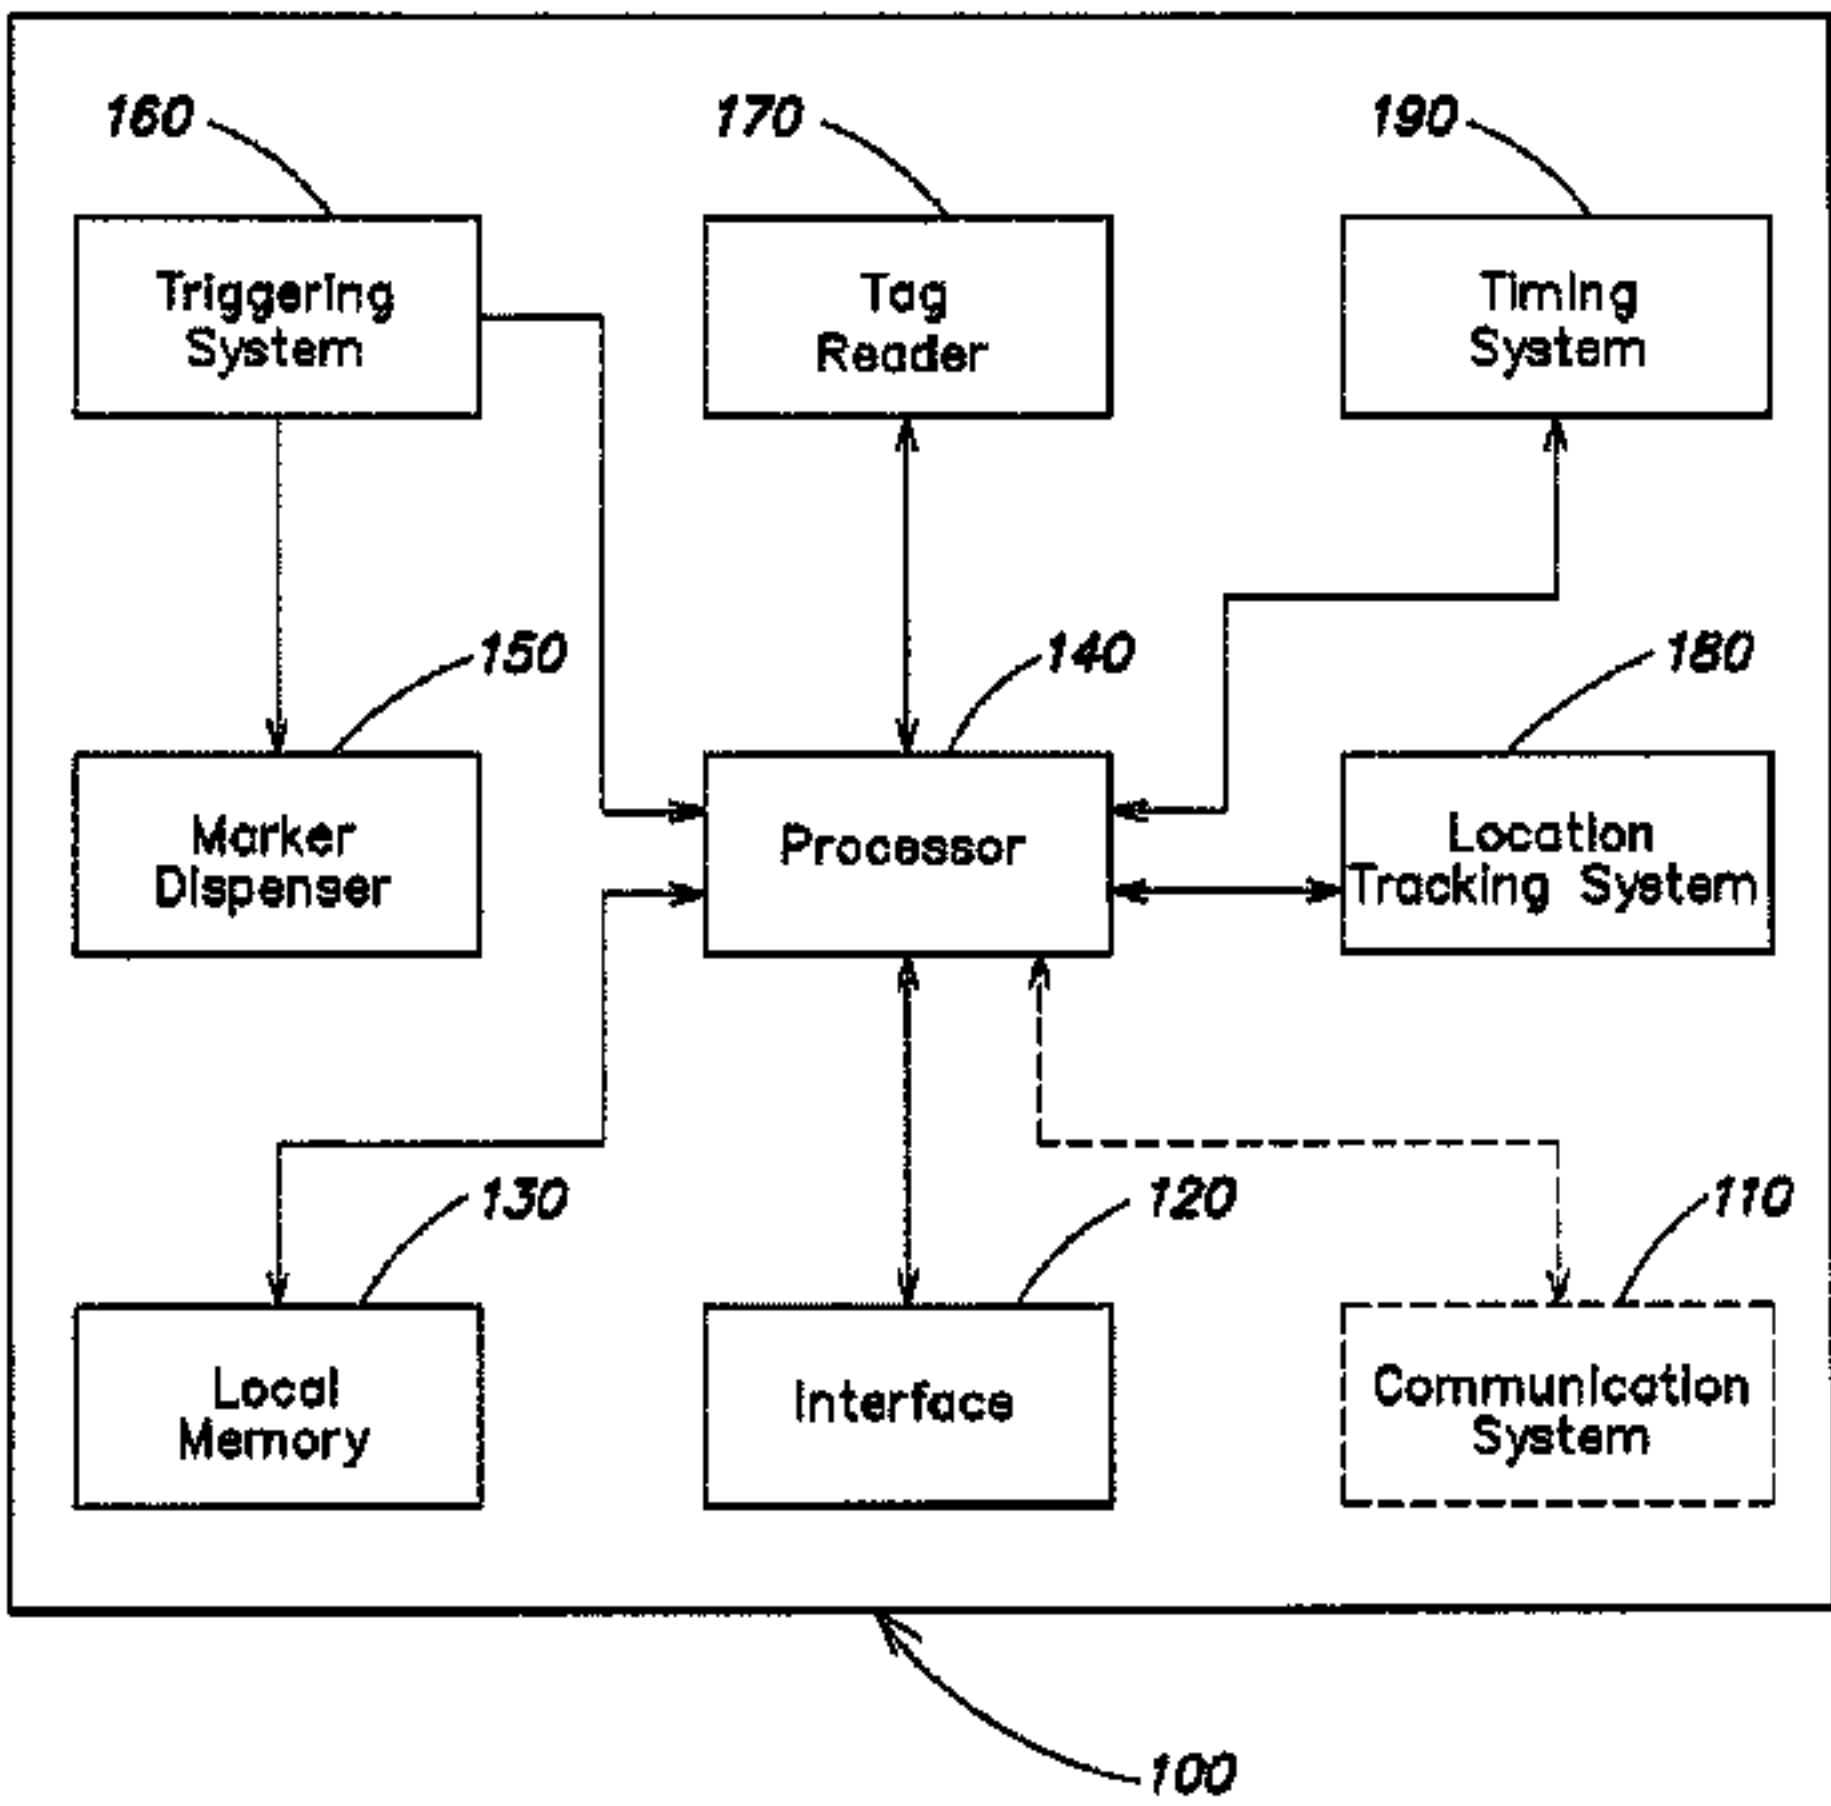 160
170
190
Triggering
System
Tag
Reader
Timing
System
150
140
180
Marker
Dispenser
Processor
Location
Tracking System
130
120
110
Local
Memory
Interface
Communication
System
100